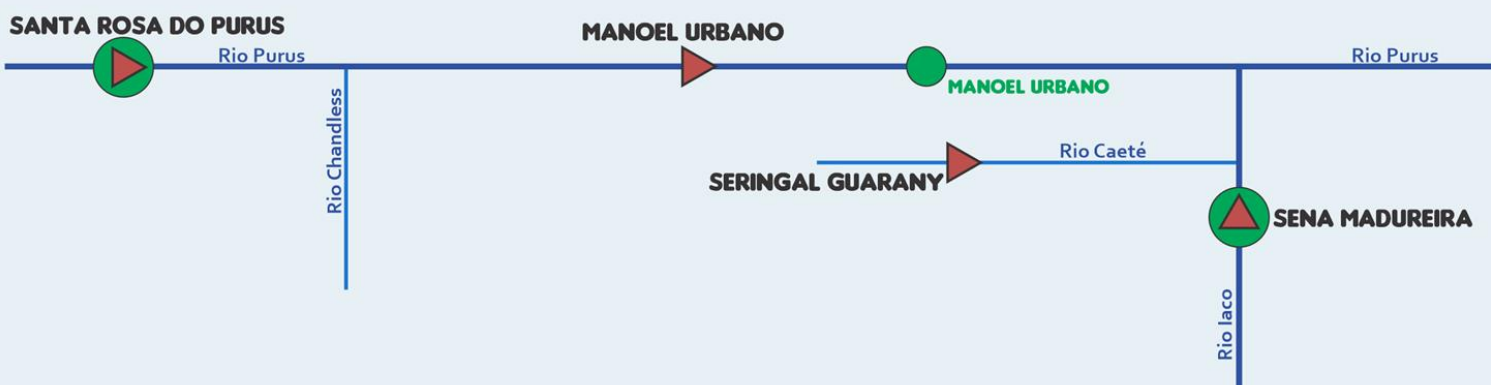 SANTA ROSA DO PURUS
MANOEL URBANO
Rio Purus
Rio Purus
MANOEL URBANO
Rio Chandless
Rio Caeté
SERINGAL GUARANY
SENA MADUREIRA
Rio Iaco